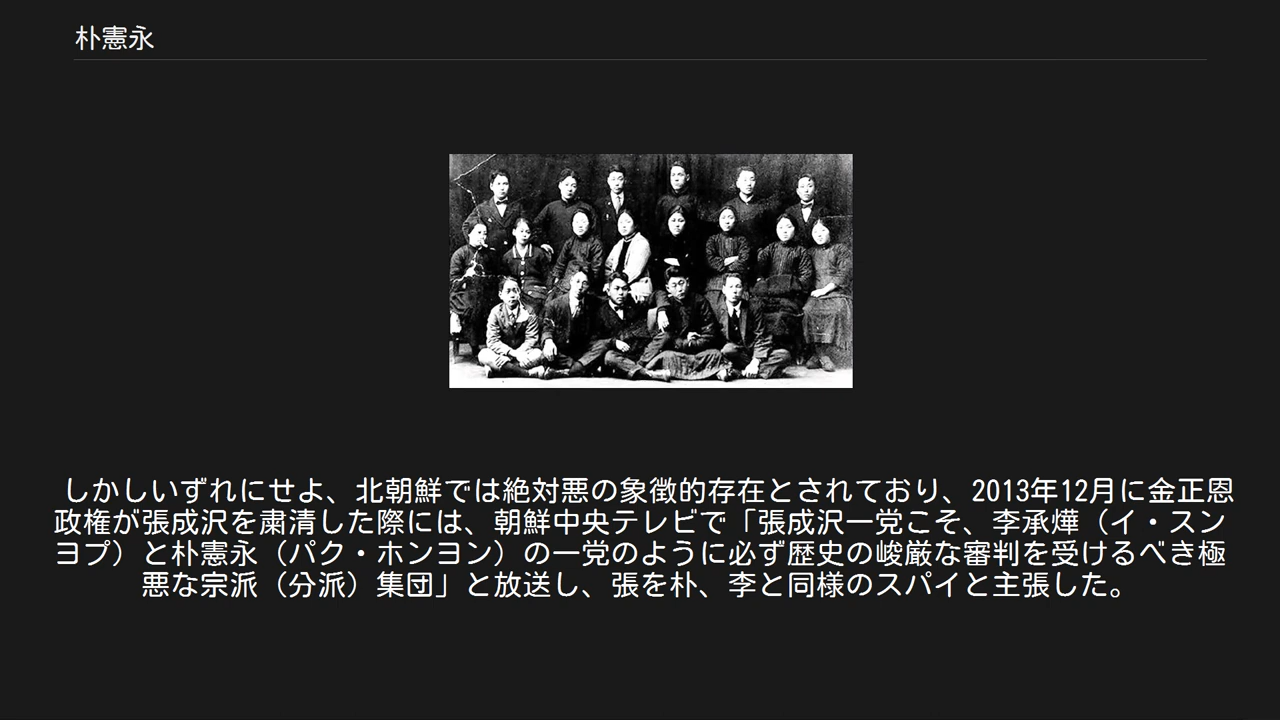 朴憲永
しかしいずれにせよ、北朝鮮では絶対悪の象徴的存在とされており、2013年12月に金正恩
政権が張成沢を粛清した際には、朝鮮中央テレビで「張成沢一党こそ、李承燁（イ・スン
ヨプ）と朴憲永（パク・ホンヨン）の一党のように必ず歴史の峻厳な審判を受けるべき極
悪な宗派（分派）集団」と放送し、張を朴、李と同様のスパイと主張した。